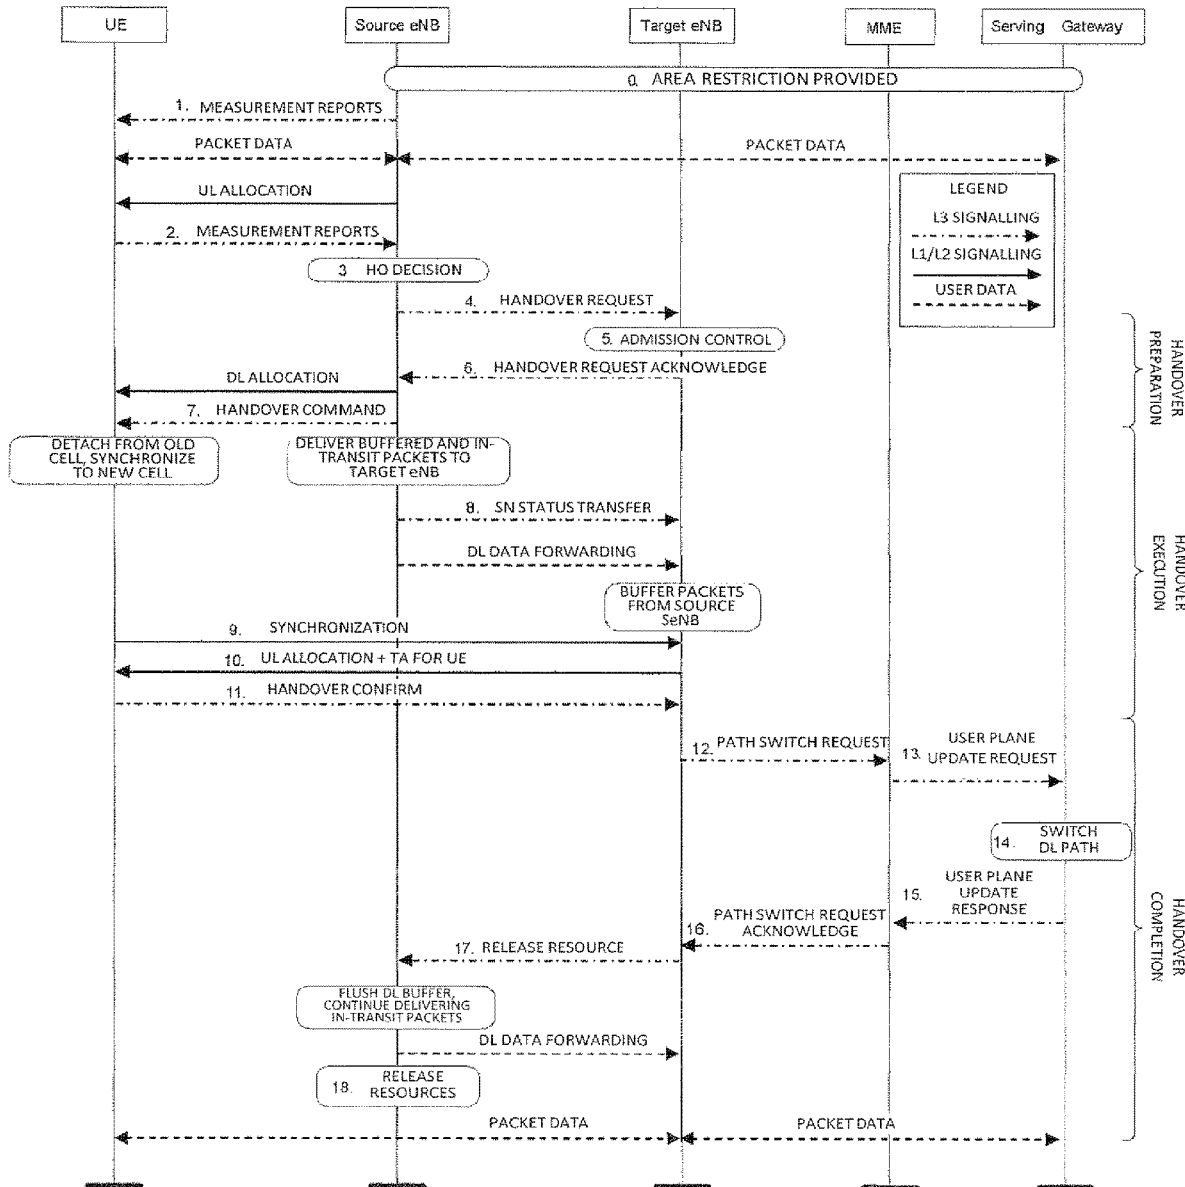 UE
Source eNB
Target eNB
MME
Serving Gateway
0. AREA RESTRICTION PROVIDED
1. MEASUREMENT REPORTS
PACKET DATA
PACKET DATA
UL ALLOCATION
LEGEND
L3 SIGNALLING
L1/L2 SIGNALLING
USER DATA
2. MEASUREMENT REPORTS
3 HO DECISION
4. HANDOVER REQUEST
5. ADMISSION CONTROL
6. HANDOVER REQUEST ACKNOWLEDGE
DL ALLOCATION
7. HANDOVER COMMAND
HANDOVER
PREPARATION
DETACH FROM OLD
CELL, SYNCHRONIZE
TO NEW CELL
DELIVER BUFFERED AND IN-
TRANSIT PACKETS TO
TARGET eNB
8. SN STATUS TRANSFER
DL DATA FORWARDING
BUFFER PACKETS
FROM SOURCE
SeNB
HANDOVER
EXECUTION
9. SYNCHRONIZATION
10. UL ALLOCATION + TA FOR UE
11. HANDOVER CONFIRM
12. PATH SWITCH REQUEST
13. USER PLANE
UPDATE REQUEST
14. SWITCH
DL PATH
15. USER PLANE
UPDATE
RESPONSE
16. PATH SWITCH REQUEST
ACKNOWLEDGE
17. RELEASE RESOURCE
HANDOVER
COMPLETION
FLUSH DL BUFFER,
CONTINUE DELIVERING
IN-TRANSIT PACKETS
DL DATA FORWARDING
18. RELEASE
RESOURCES
PACKET DATA
PACKET DATA